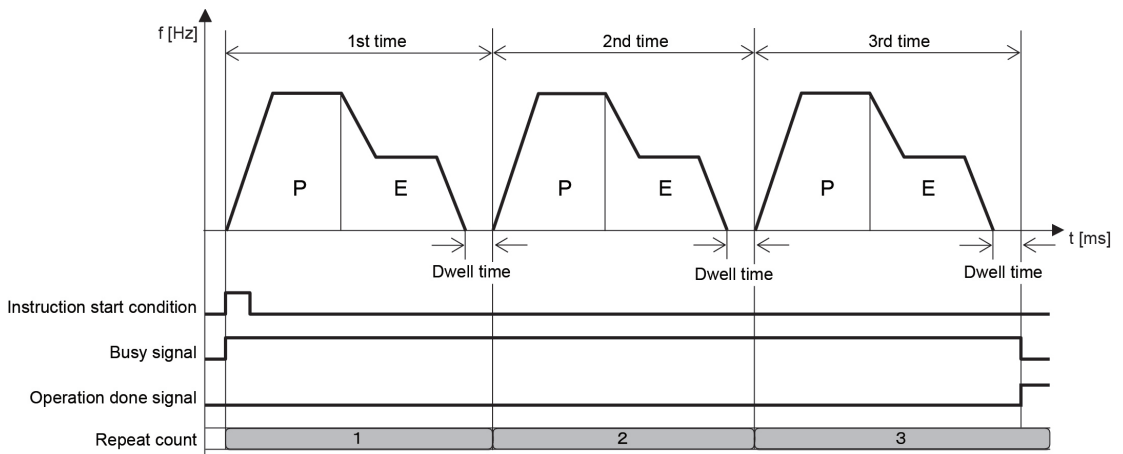 f [Hz]
1st time 2nd time 3rd time
P E P E P E
t [ms]
Dwell time Dwell time Dwell time
Instruction start condition
Busy signal
Operation done signal
Repeat count 1 2 3